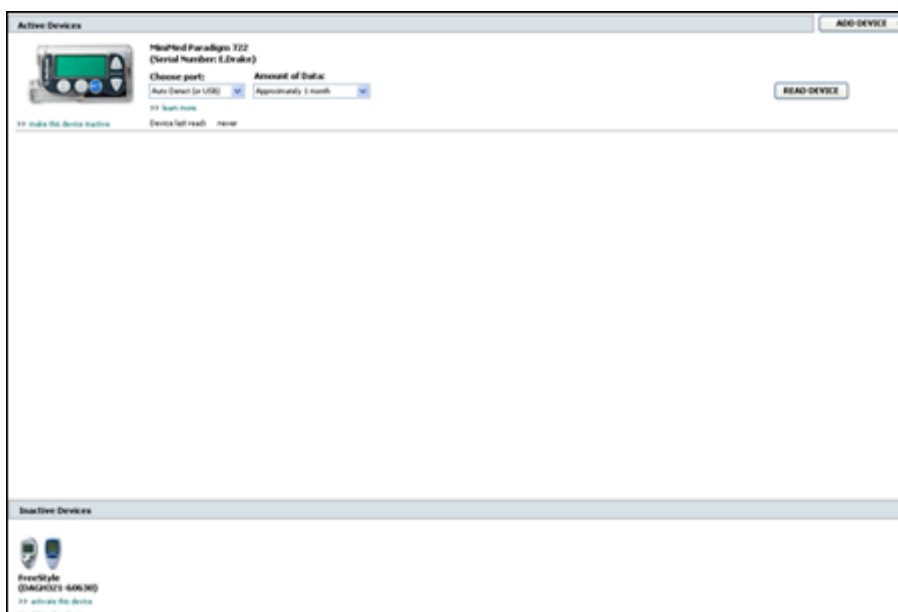 Active Devices
ADD DEVICE
MiniMed Paradigm 722
(Serial Number: E.Drake)
Choose port: Amount of Data:
Auto Detect (or USB) Approximately 1 month
>> learn more
READ DEVICE
>> make this device inactive
Device last read: never
Inactive Devices
FreeStyle
>> activate this device